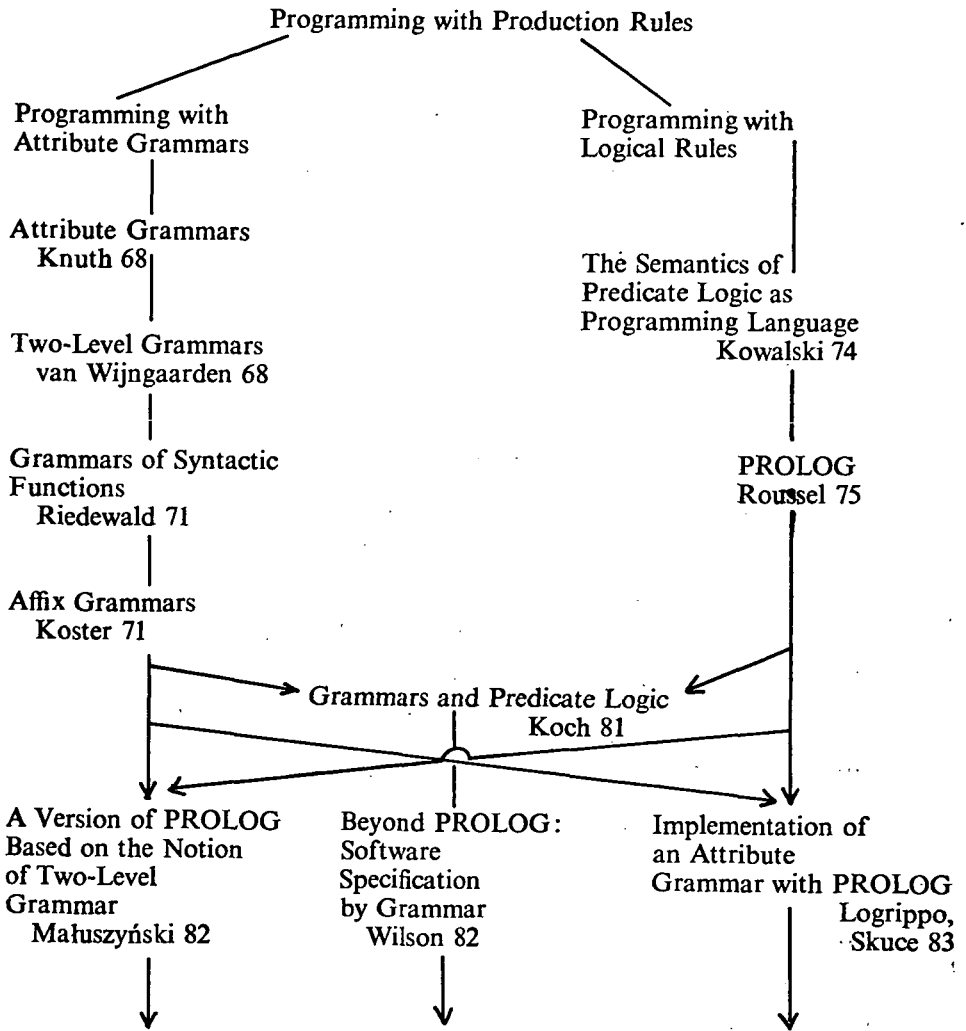 Programming with Production Rules
Programming with
Attribute Grammars
Programming with
Logical Rules
Attribute Grammars
Knuth 68
The Semantics of
Predicate Logic as
Programming Language
Kowalski 74
Two-Level Grammars
van Wijngaarden 68
Grammars of Syntactic
Functions
Riedewald 71
PROLOG
Roussel 75
Affix Grammars
Koster 71
Grammars and Predicate Logic
Koch 81
A Version of PROLOG
Based on the Notion
of Two-Level
Grammar
Małuszyński 82
Beyond PROLOG:
Software
Specification
by Grammar
Wilson 82
Implementation of
an Attribute
Grammar with PROLOG
Logrippo,
Skuce 83